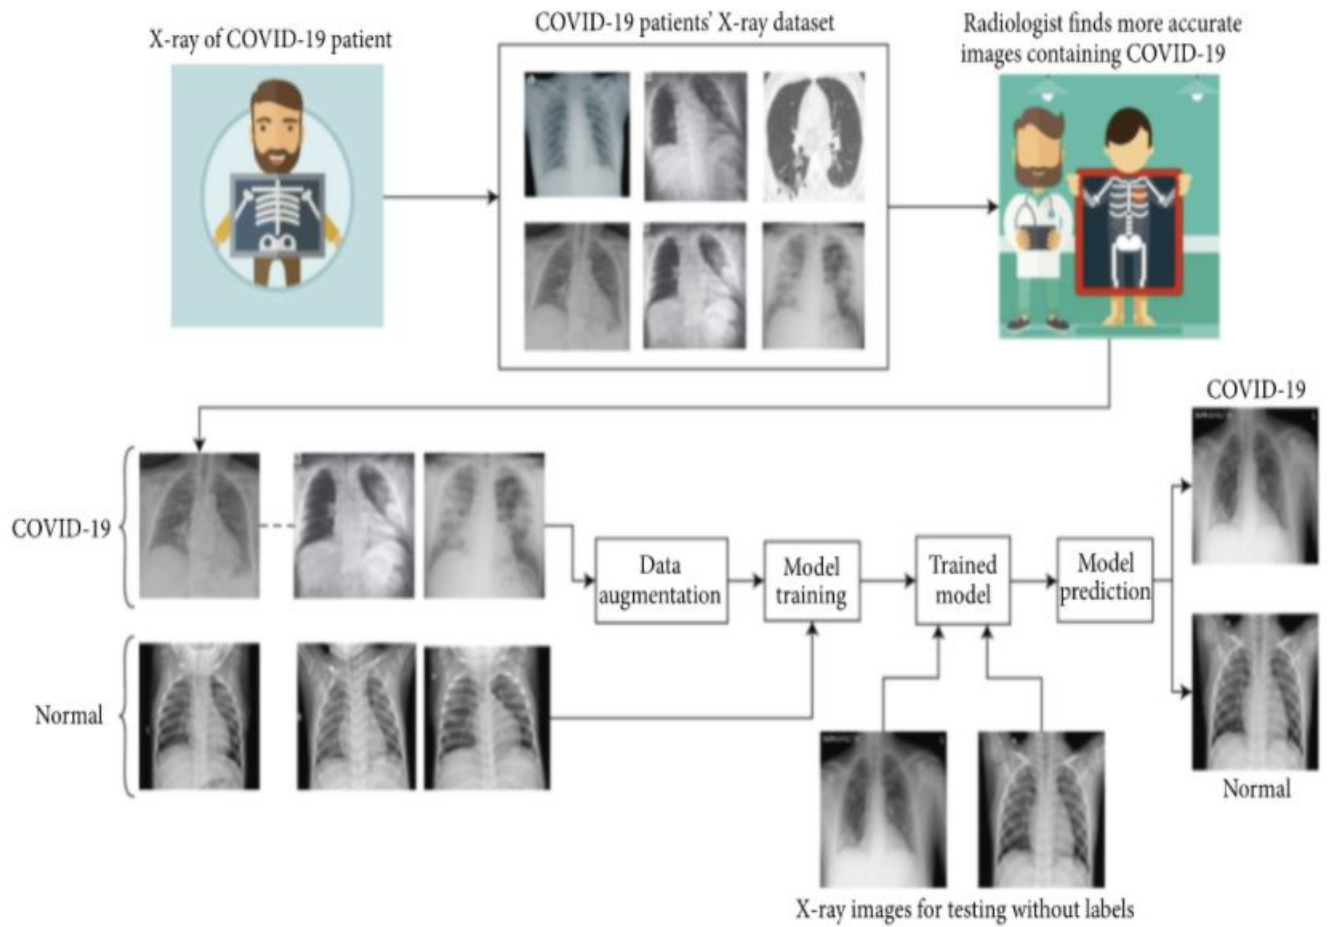 X-ray of COVID-19 patient
COVID-19 patients' X-ray dataset
Radiologist finds more accurate
images containing COVID-19
COVID-19
COVID-19
Data
augmentation
Model
training
Trained
model
Model
prediction
Normal
Normal
X-ray images for testing without labels